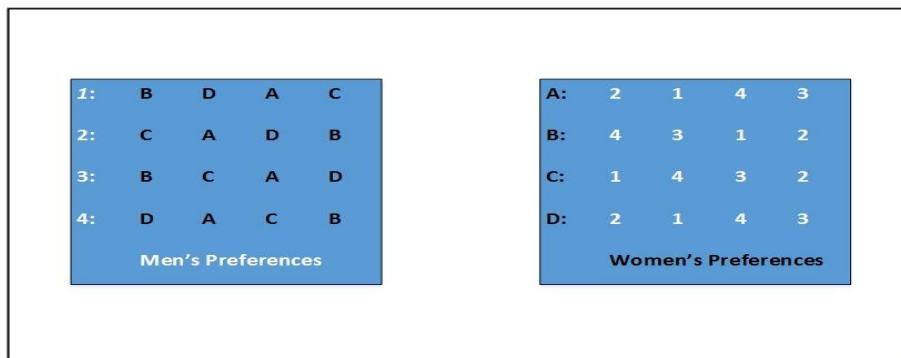 1: B D A C
2: C A D B
3: B C A D
4: D A C B
Men's Preferences
A: 2 1 4 3
B: 4 3 1 2
C: 1 4 3 2
D: 2 1 4 3
Women's Preferences